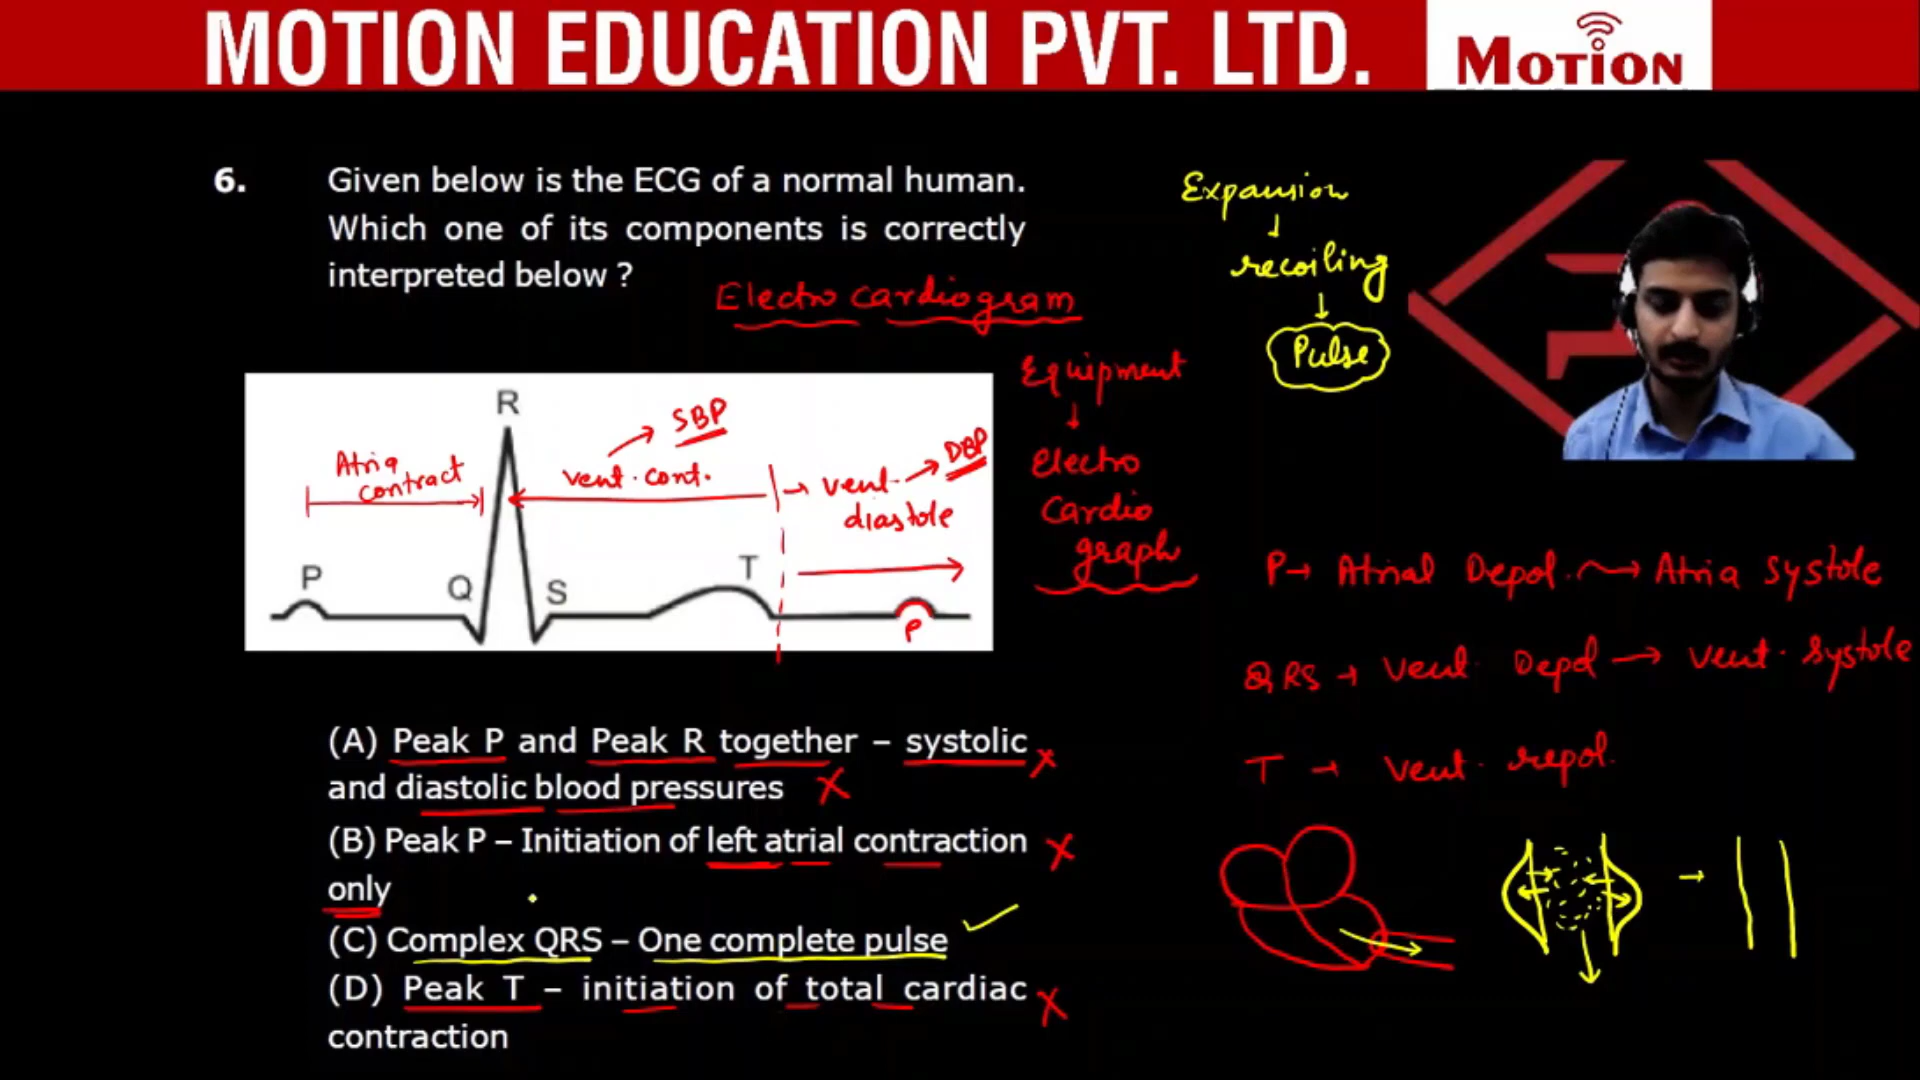 MOTION EDUCATION PVT. LTD.
MOTION
6. Given below is the ECG of a normal human.
Which one of its components is correctly
interpreted below ?
Electro cardiogram
Expansion
recoiling
Pulse
Equipment
Electro
Cardio
graph
R
SBP
Atria
contract
vent. cont.
DBP
vent.
diastole
P
Q
S
T
P
P → Atrial Depol. → Atria Systole
QRS → Vent. Depol → Vent. Systole
T → Vent. repol.
(A) Peak P and Peak R together – systolic
and diastolic blood pressures
(B) Peak P – Initiation of left atrial contraction
only
(C) Complex QRS – One complete pulse
(D) Peak T – initiation of total cardiac
contraction